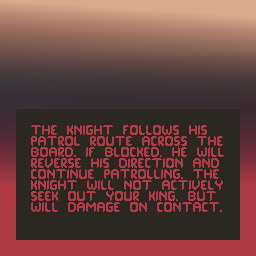 THE KNIGHT FOLLOWS HIS
PATROL ROUTE ACROSS THE
BOARD. IF BLOCKED, HE WILL
REVERSE HIS DIRECTION AND
CONTINUE PATROLLING. THE
KNIGHT WILL NOT ACTIVELY
SEEK OUT YOUR KING, BUT
WILL DAMAGE ON CONTACT.